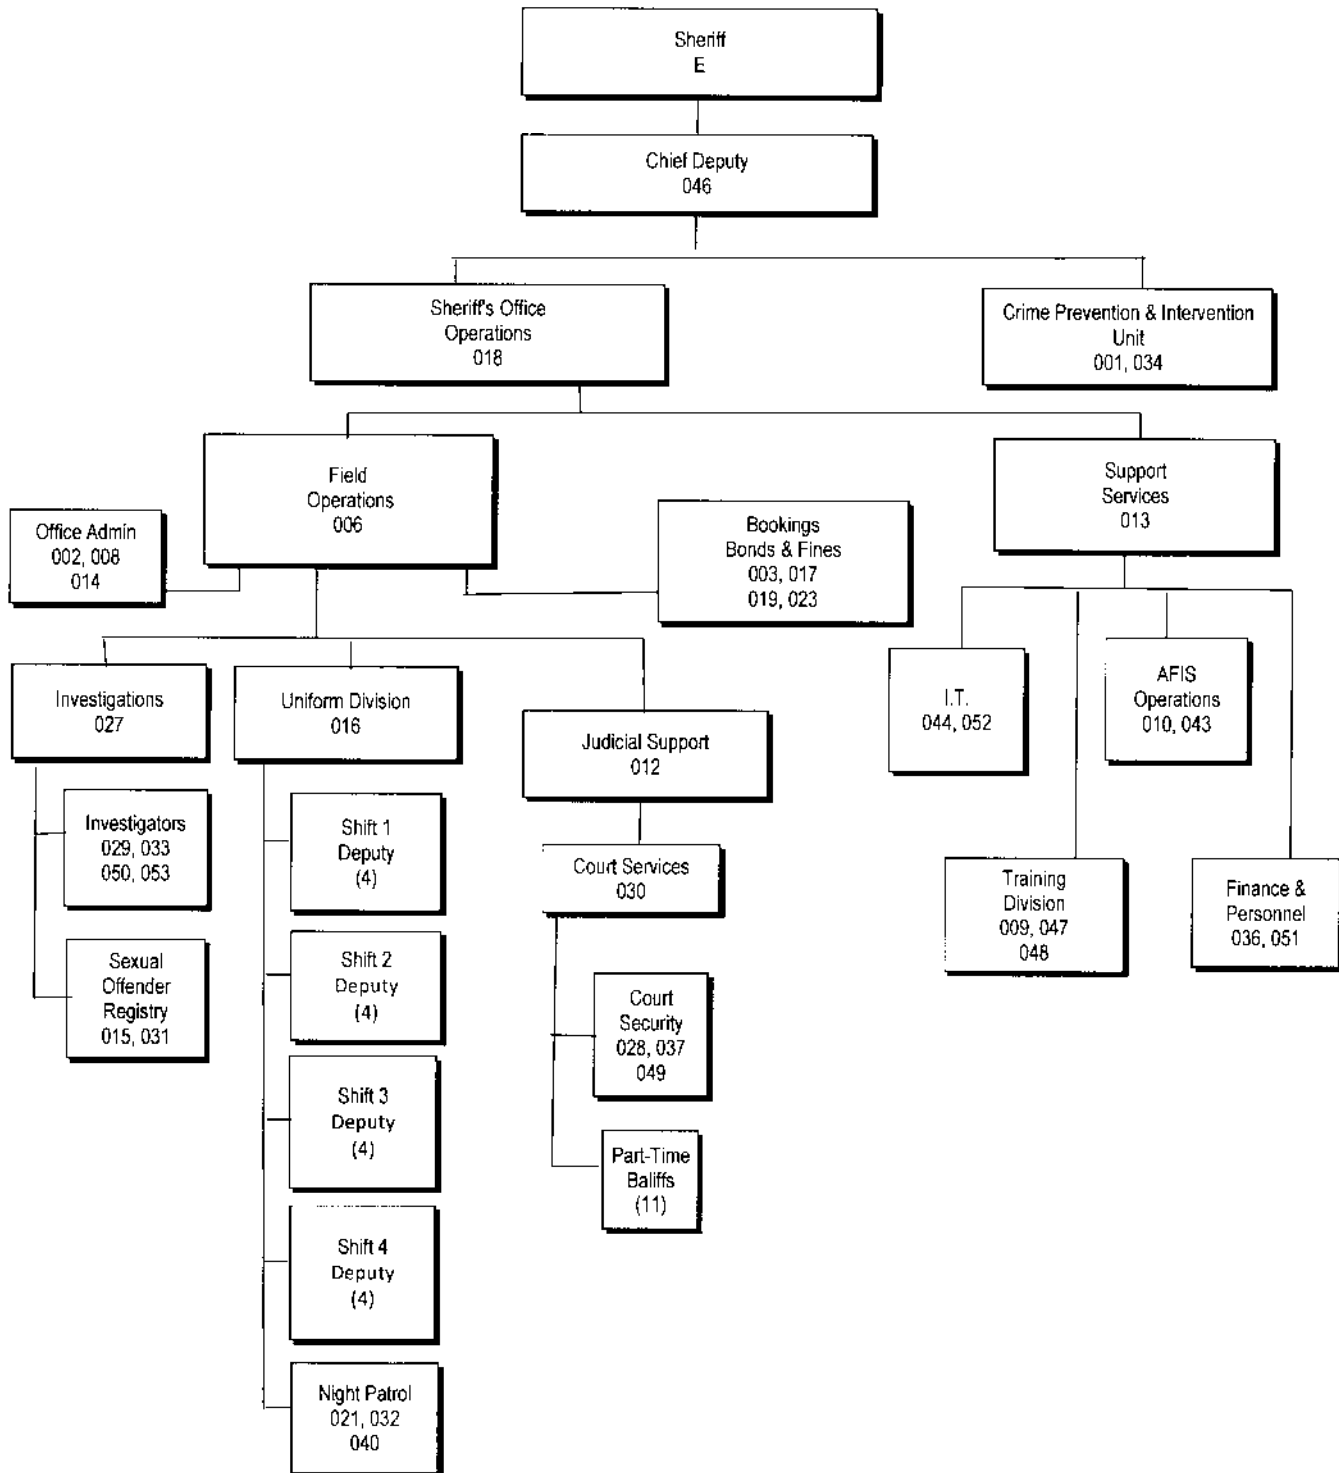 Sheriff
E
Chief Deputy
046
Sheriff's Office
Operations
018
Crime Prevention & Intervention
Unit
001, 034
Field
Operations
006
Support
Services
013
Office Admin
002, 008
014
Bookings
Bonds & Fines
003, 017
019, 023
Investigations
027
Uniform Division
016
Judicial Support
012
I.T.
044, 052
AFIS
Operations
010, 043
Investigators
029, 033
050, 053
Shift 1
Deputy
(4)
Court Services
030
Training
Division
009, 047
048
Finance &
Personnel
036, 051
Sexual
Offender
Registry
015, 031
Shift 2
Deputy
(4)
Court
Security
028, 037
049
Shift 3
Deputy
(4)
Part-Time
Baliffs
(11)
Shift 4
Deputy
(4)
Night Patrol
021, 032
040